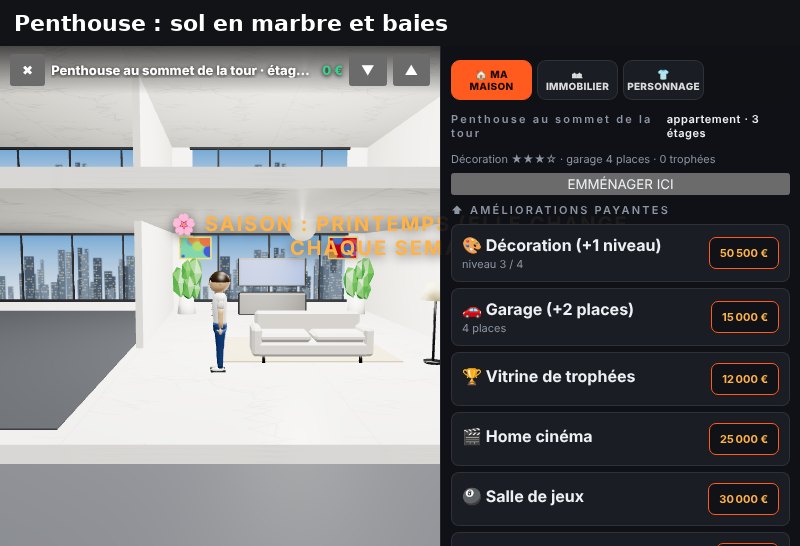 Penthouse : sol en marbre et baies
✖ Penthouse au sommet de la tour · étag… 0 € ▼ ▲
🌸 SAISON : PRINTEMPS (ELLE CHANGE
CHAQUE SEMA
🏠 MA MAISON
🏘 IMMOBILIER
👕 PERSONNAGE
Penthouse au sommet de la tour
appartement · 3 étages
Décoration ★★★☆ · garage 4 places · 0 trophées
EMMÉNAGER ICI
⬆ AMÉLIORATIONS PAYANTES
🎨 Décoration (+1 niveau)
niveau 3 / 4
50 500 €
🚗 Garage (+2 places)
4 places
15 000 €
🏆 Vitrine de trophées
12 000 €
🎬 Home cinéma
25 000 €
🎱 Salle de jeux
30 000 €